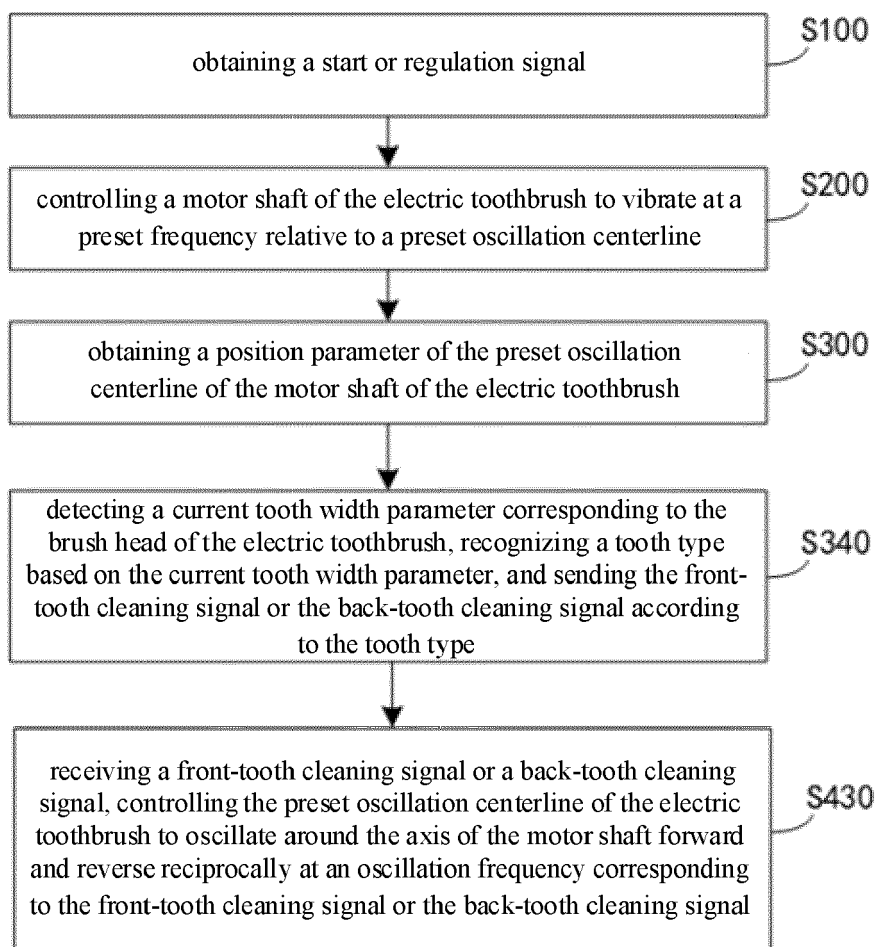 S100
obtaining a start or regulation signal
S200
controlling a motor shaft of the electric toothbrush to vibrate at a
preset frequency relative to a preset oscillation centerline
S300
obtaining a position parameter of the preset oscillation
centerline of the motor shaft of the electric toothbrush
S340
detecting a current tooth width parameter corresponding to the
brush head of the electric toothbrush, recognizing a tooth type
based on the current tooth width parameter, and sending the front-
tooth cleaning signal or the back-tooth cleaning signal according
to the tooth type
S430
receiving a front-tooth cleaning signal or a back-tooth cleaning
signal, controlling the preset oscillation centerline of the electric
toothbrush to oscillate around the axis of the motor shaft forward
and reverse reciprocally at an oscillation frequency corresponding
to the front-tooth cleaning signal or the back-tooth cleaning signal